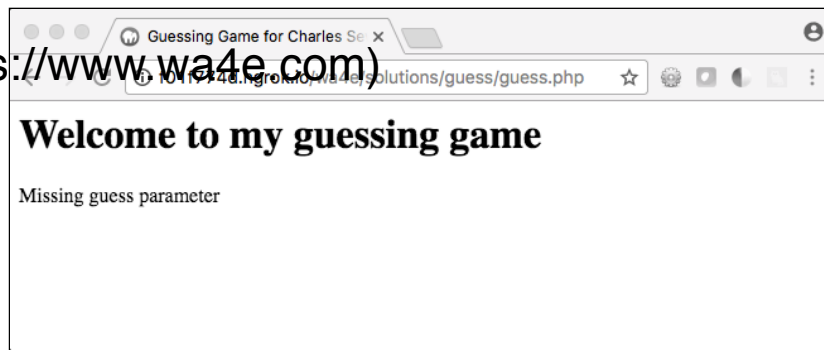 Guessing Game for Charles Se
s://www.wa4e.com)
solutions/guess/guess.php
Welcome to my guessing game
Missing guess parameter